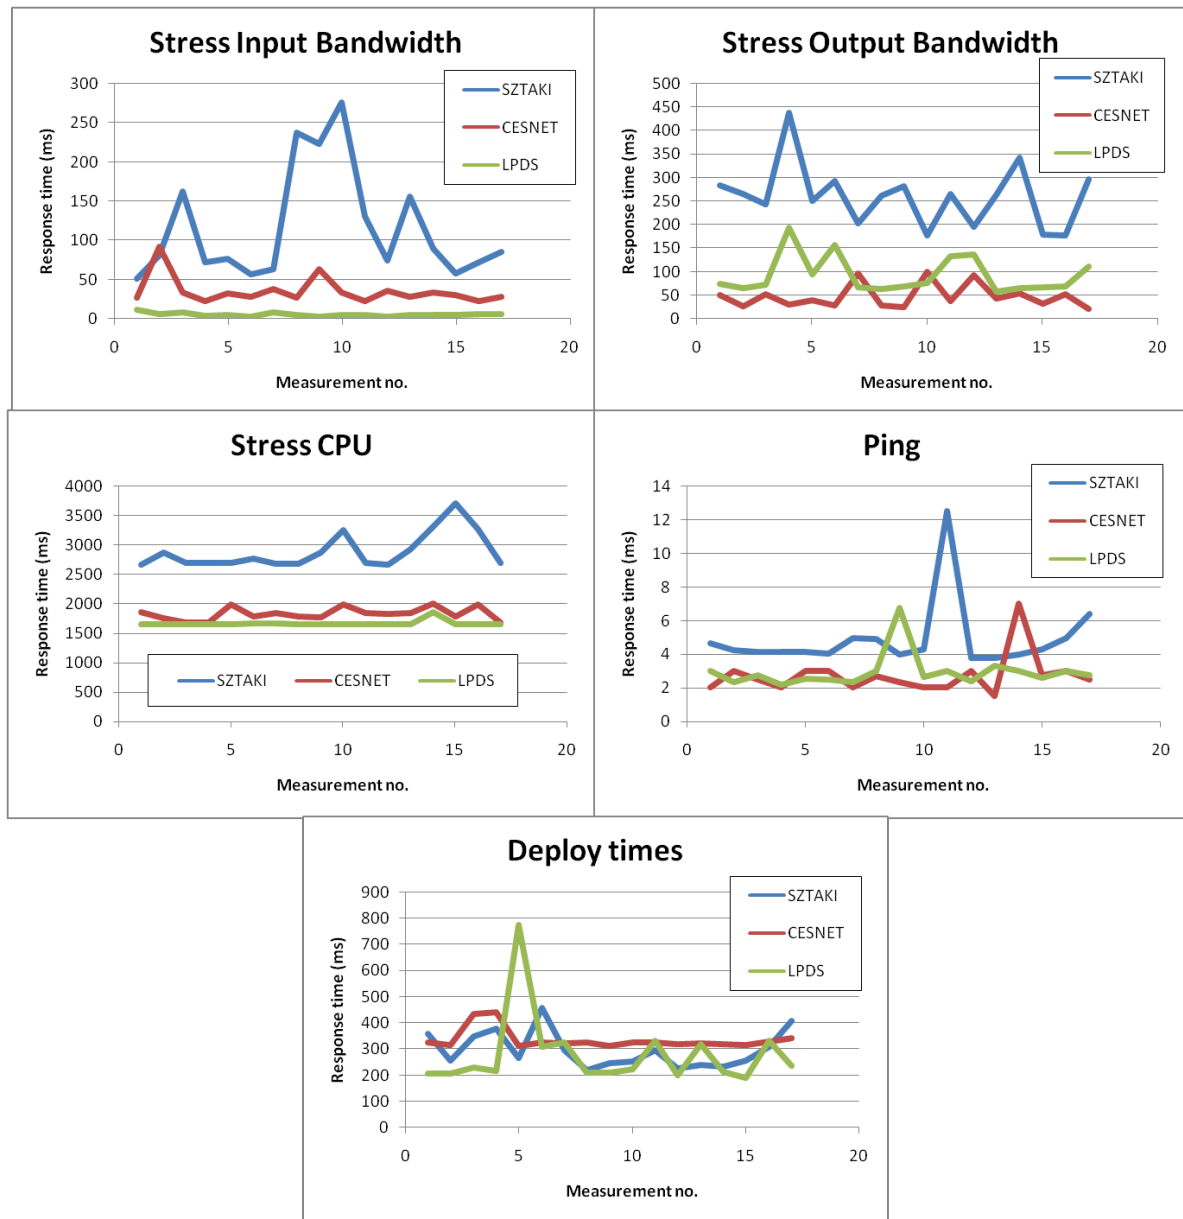 Stress Input Bandwidth
Response time (ms)
300
250
200
150
100
50
0
SZTAKI
CESNET
LPDS
0 5 10 15 20
Measurement no.
Stress Output Bandwidth
Response time (ms)
500
450
400
350
300
250
200
150
100
50
0
SZTAKI
CESNET
LPDS
0 5 10 15 20
Measurement no.
Stress CPU
Response time (ms)
4000
3500
3000
2500
2000
1500
1000
500
0
SZTAKI CESNET LPDS
0 5 10 15 20
Measurement no.
Ping
Response time (ms)
14
12
10
8
6
4
2
0
SZTAKI
CESNET
LPDS
0 5 10 15 20
Measurement no.
Deploy times
Response time (ms)
900
800
700
600
500
400
300
200
100
0
SZTAKI
CESNET
LPDS
0 5 10 15 20
Measurement no.